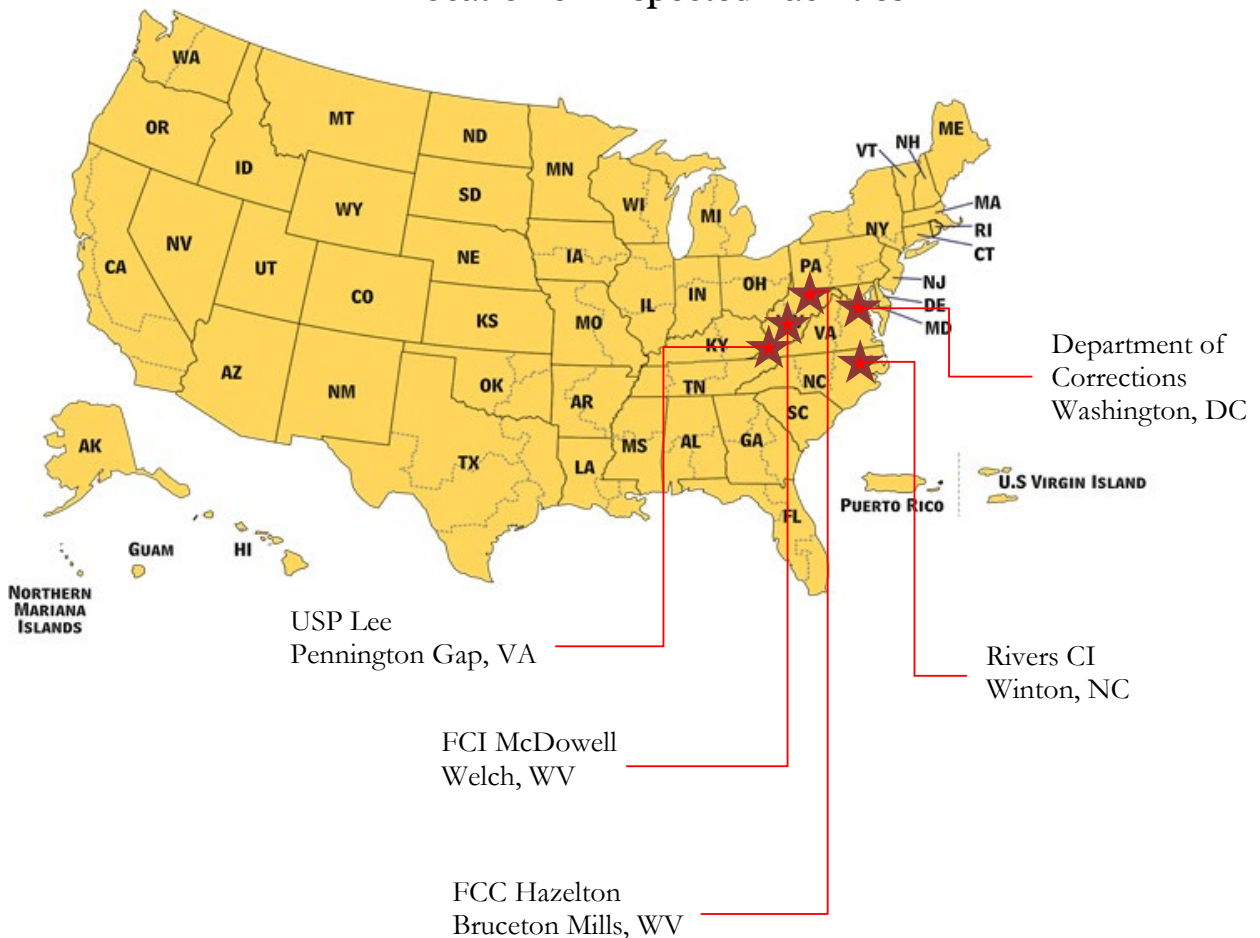 WA
OR
MT
ID
ND
MN
SD
WY
WI
MI
VT
NH
ME
MA
RI
CT
NY
NV
CA
UT
CO
NE
IA
IL
IN
OH
PA
NJ
DE
MD
KS
MO
KY
VA
AZ
NM
OK
AR
TN
NC
SC
TX
LA
MS
AL
GA
FL
AK
HI
GUAM
NORTHERN
MARIANA
ISLANDS
PUERTO RICO
U.S VIRGIN ISLAND
Department of
Corrections
Washington, DC
USP Lee
Pennington Gap, VA
Rivers CI
Winton, NC
FCI McDowell
Welch, WV
FCC Hazelton
Bruceton Mills, WV